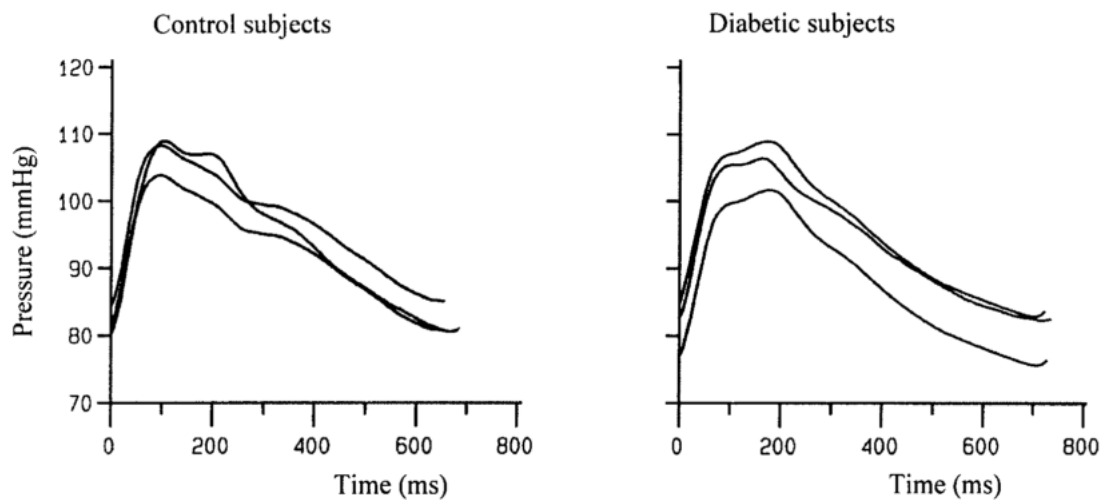 Control subjects
Diabetic subjects
Pressure (mmHg)
120
110
100
90
80
70
0 200 400 600 800
Time (ms)
0 200 400 600 800
Time (ms)